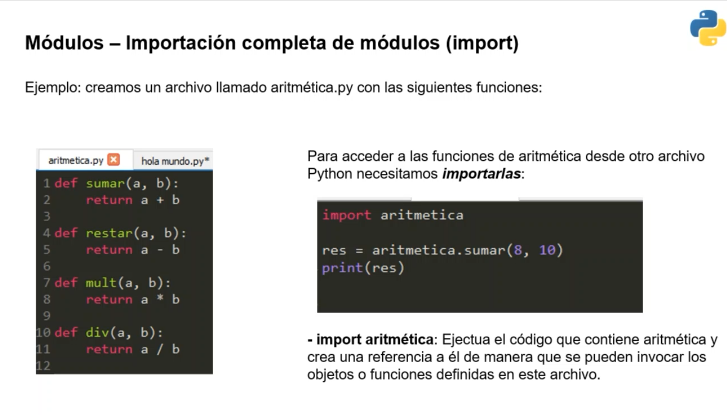 Módulos – Importación completa de módulos (import)
Ejemplo: creamos un archivo llamado aritmética.py con las siguientes funciones:
aritmetica.py hola mundo.py*
1 def sumar(a, b):
2 return a + b
3
4 def restar(a, b):
5 return a - b
6
7 def mult(a, b):
8 return a * b
9
10 def div(a, b):
11 return a / b
12
Para acceder a las funciones de aritmética desde otro archivo
Python necesitamos importarlas:
import aritmetica
res = aritmetica.sumar(8, 10)
print(res)
- import aritmética: Ejectua el código que contiene aritmética y
crea una referencia a él de manera que se pueden invocar los
objetos o funciones definidas en este archivo.